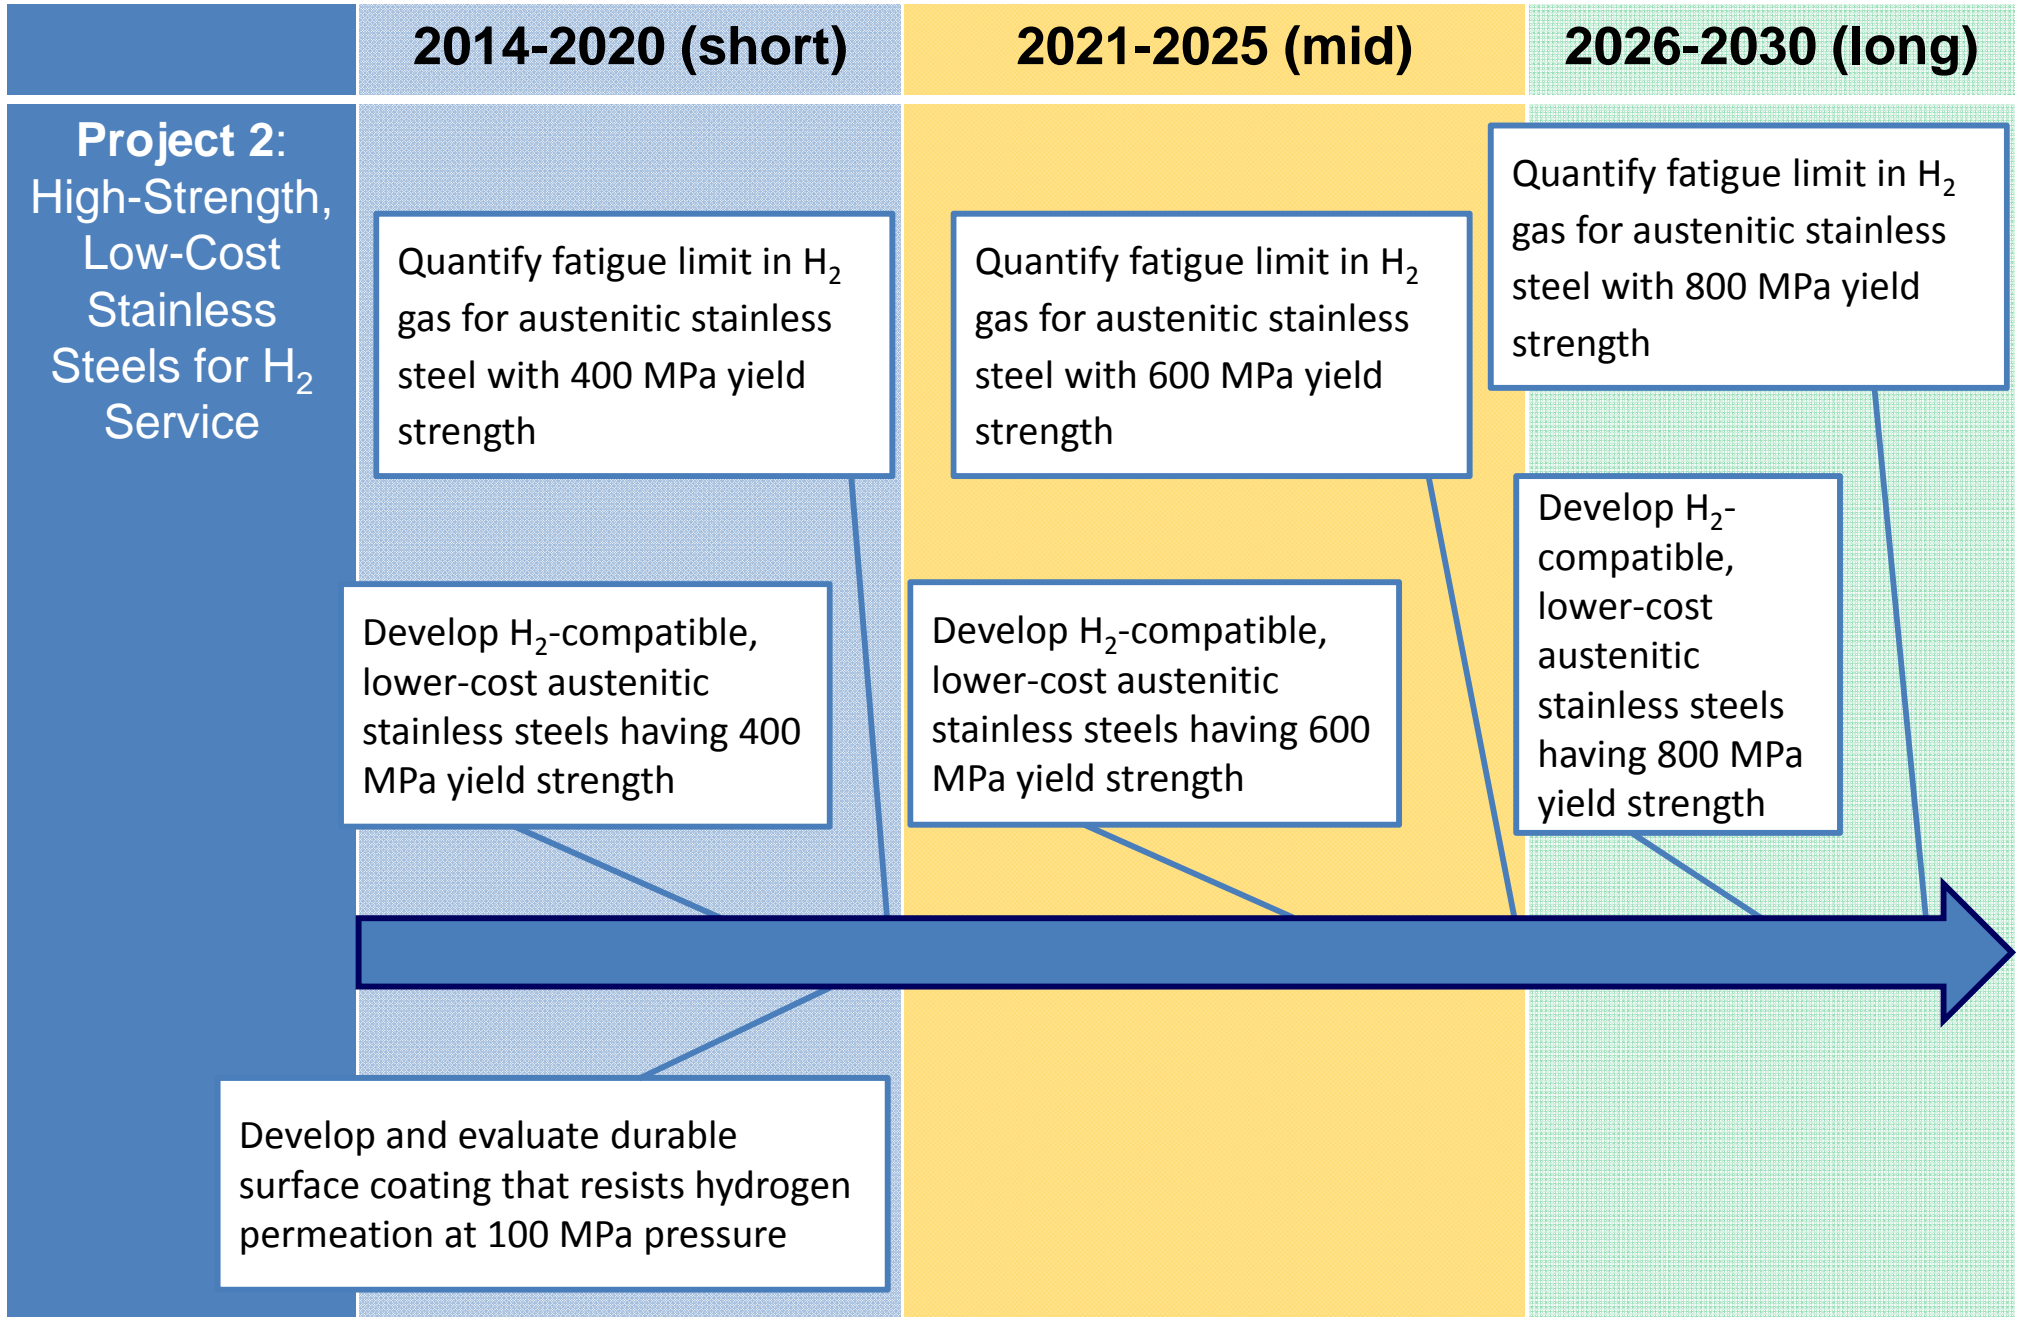 2014-2020 (short)
2021-2025 (mid)
2026-2030 (long)
Project 2:
High-Strength,
Low-Cost
Stainless
Steels for H₂
Service
Quantify fatigue limit in H₂
gas for austenitic stainless
steel with 400 MPa yield
strength
Quantify fatigue limit in H₂
gas for austenitic stainless
steel with 600 MPa yield
strength
Quantify fatigue limit in H₂
gas for austenitic stainless
steel with 800 MPa yield
strength
Develop H₂-compatible,
lower-cost austenitic
stainless steels having 400
MPa yield strength
Develop H₂-compatible,
lower-cost austenitic
stainless steels having 600
MPa yield strength
Develop H₂-
compatible,
lower-cost
austenitic
stainless steels
having 800 MPa
yield strength
Develop and evaluate durable
surface coating that resists hydrogen
permeation at 100 MPa pressure